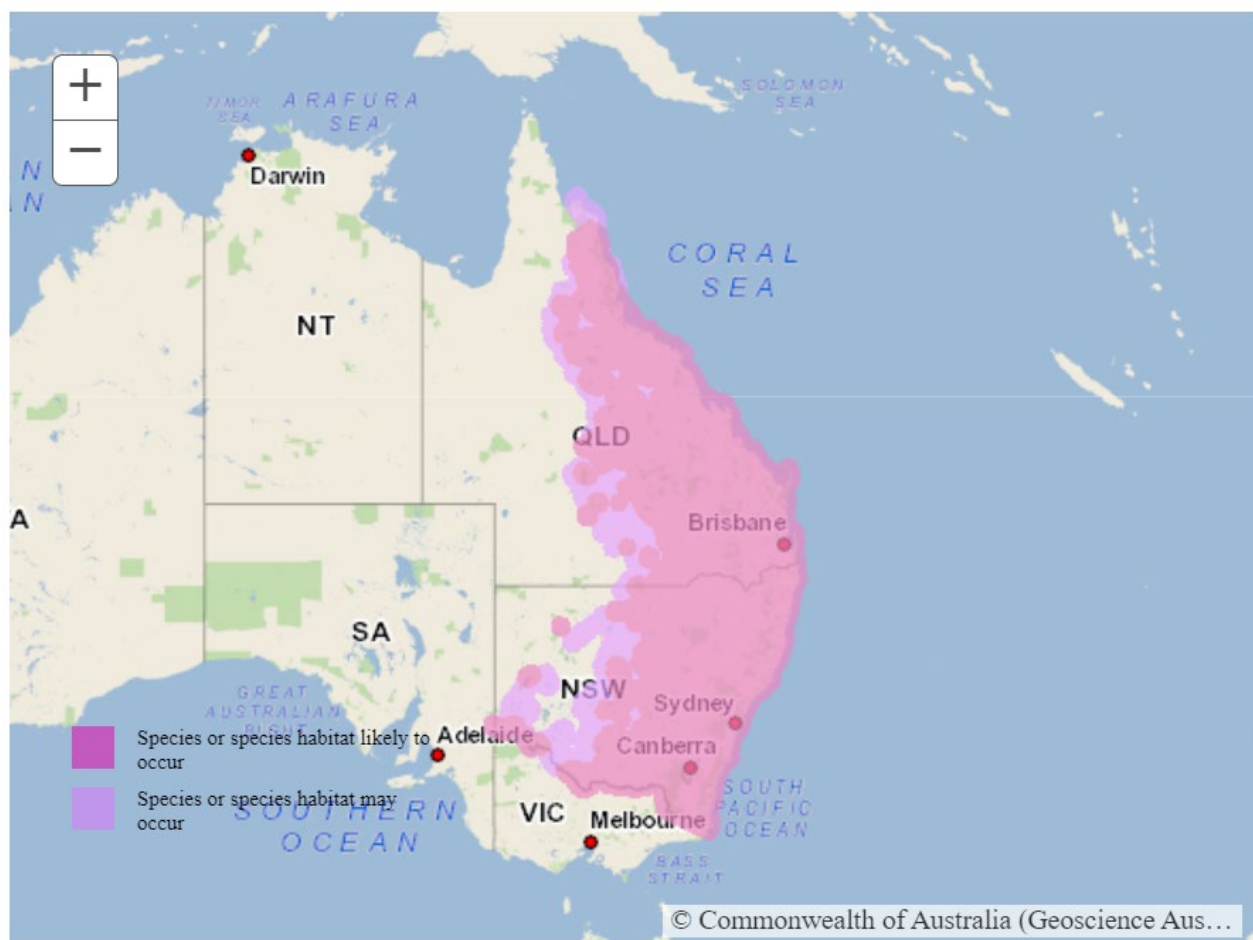 +
−
TIMOR
SEA
ARAFURA
SEA
SOLOMON
SEA
N
N
Darwin
CORAL
SEA
NT
QLD
A
Brisbane
SA
NSW
GREAT
AUSTRALIAN
BIGHT
Sydney
Adelaide
Canberra
Species or species habitat likely to
occur
Species or species habitat may
occur
SOUTHERN
OCEAN
VIC
Melbourne
SOUTH
PACIFIC
OCEAN
BASS
STRAIT
© Commonwealth of Australia (Geoscience Aus…